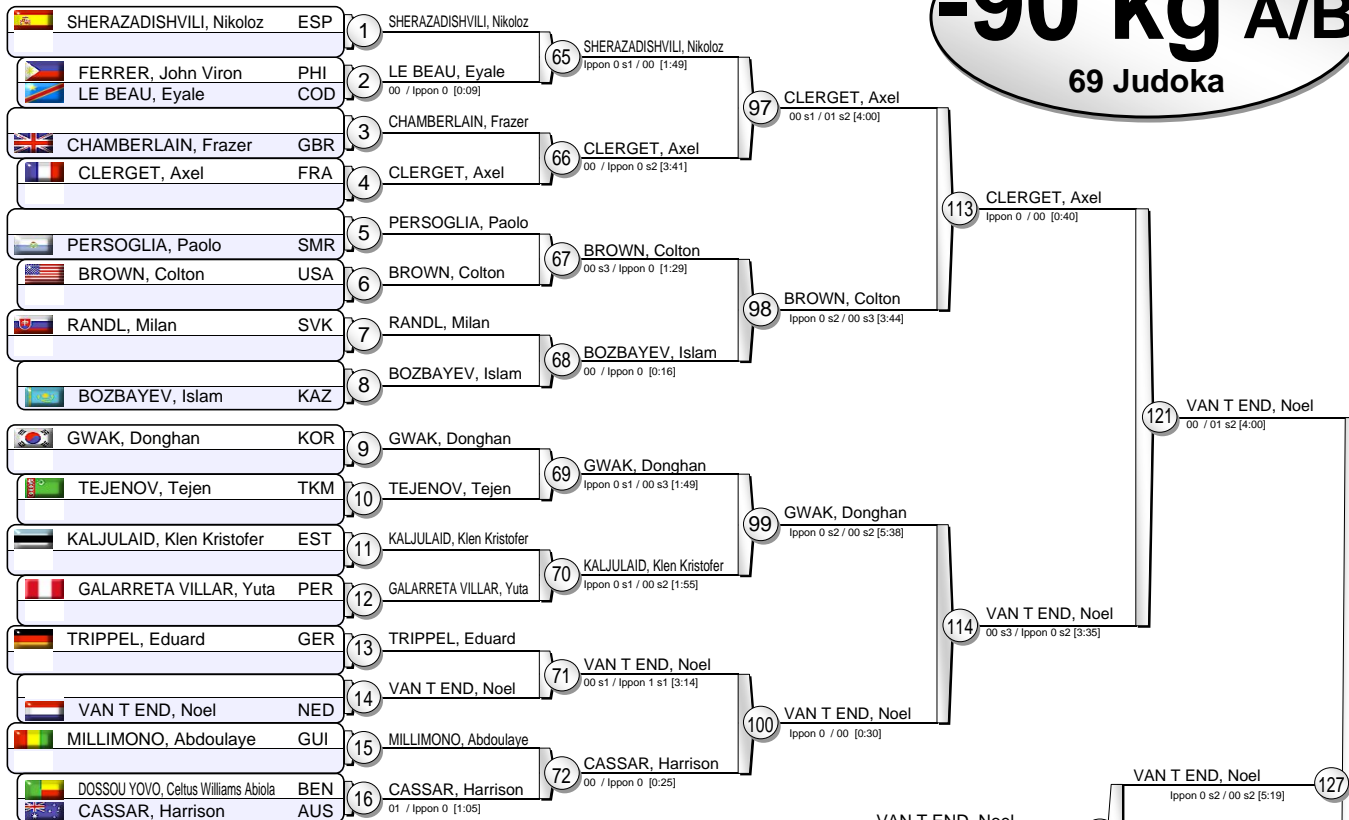 -90 kg A/B
69 Judoka
SHERAZADISHVILI, Nikoloz ESP
FERRER, John Viron PHI
LE BEAU, Eyale COD
CHAMBERLAIN, Frazer GBR
CLERGET, Axel FRA
PERSOGLIA, Paolo SMR
BROWN, Colton USA
RANDL, Milan SVK
BOZBAYEV, Islam KAZ
GWAK, Donghan KOR
TEJENOV, Tejen TKM
KALJULAID, Klen Kristofer EST
GALARRETA VILLAR, Yuta PER
TRIPPEL, Eduard GER
VAN T END, Noel NED
MILLIMONO, Abdoulaye GUI
DOSSOU YOVO, Celtus Williams Abiola BEN
CASSAR, Harrison AUS
1
2
3
4
5
6
7
8
9
10
11
12
13
14
15
16
SHERAZADISHVILI, Nikoloz
LE BEAU, Eyale
00 / Ippon 0 [0:09]
CHAMBERLAIN, Frazer
CLERGET, Axel
PERSOGLIA, Paolo
BROWN, Colton
RANDL, Milan
BOZBAYEV, Islam
GWAK, Donghan
TEJENOV, Tejen
KALJULAID, Klen Kristofer
GALARRETA VILLAR, Yuta
TRIPPEL, Eduard
VAN T END, Noel
MILLIMONO, Abdoulaye
CASSAR, Harrison
01 / Ippon 0 [1:05]
65
SHERAZADISHVILI, Nikoloz
Ippon 0 s1 / 00 [1:49]
66
CLERGET, Axel
00 / Ippon 0 s2 [3:41]
67
BROWN, Colton
00 s3 / Ippon 0 [1:29]
68
BOZBAYEV, Islam
00 / Ippon 0 [0:16]
69
GWAK, Donghan
Ippon 0 s1 / 00 s3 [1:49]
70
KALJULAID, Klen Kristofer
Ippon 0 s1 / 00 s2 [1:55]
71
VAN T END, Noel
00 s1 / Ippon 1 s1 [3:14]
72
CASSAR, Harrison
00 / Ippon 0 [0:25]
97
CLERGET, Axel
00 s1 / 01 s2 [4:00]
98
BROWN, Colton
Ippon 0 s2 / 00 s3 [3:44]
99
GWAK, Donghan
Ippon 0 s2 / 00 s2 [5:38]
100
VAN T END, Noel
Ippon 0 / 00 [0:30]
113
CLERGET, Axel
Ippon 0 / 00 [0:40]
114
VAN T END, Noel
00 s3 / Ippon 0 s2 [3:35]
121
VAN T END, Noel
00 / 01 s2 [4:00]
VAN T END, Noel
127
Ippon 0 s2 / 00 s2 [5:19]
VAN T END, Noel